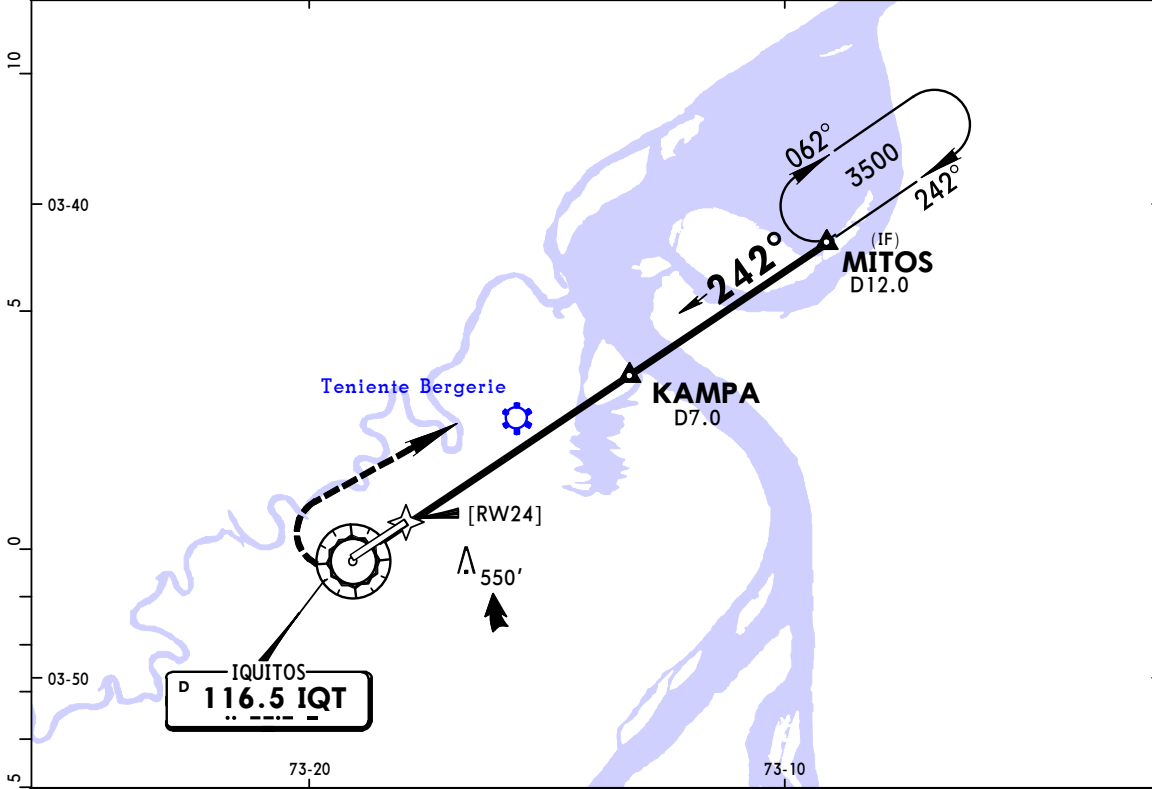 10
062°
3500
242°
03-40
(IF)
MITOS
D12.0
242°
5
Teniente Bergerie
KAMPA
D7.0
[RW24]
0
550'
IQUITOS
D 116.5 IQT
03-50
73-20
73-10
5